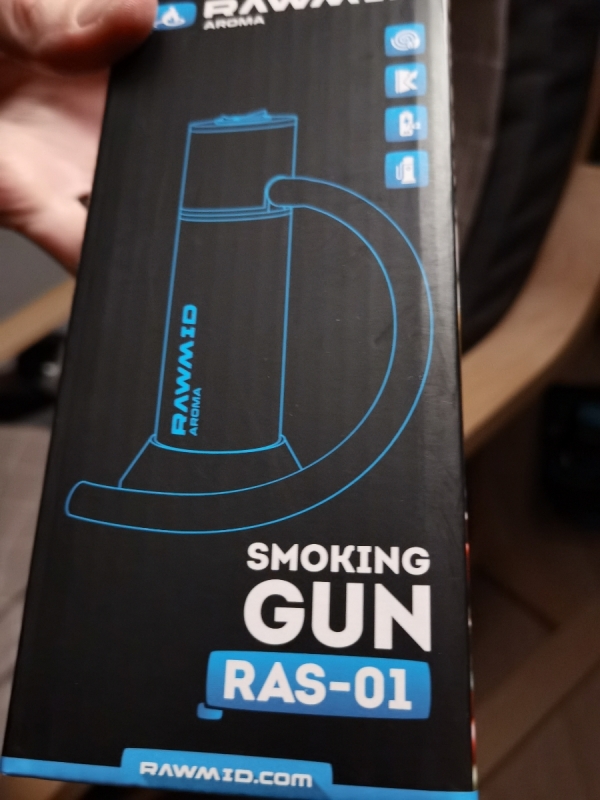 RAWMID
AROMA
RAWMID
AROMA
SMOKING
GUN
RAS-01
RAWMID.COM